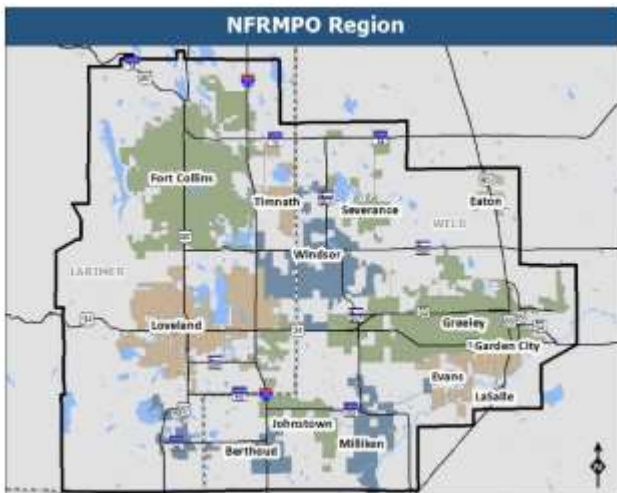 NFRMPO Region
Fort Collins
Timnath
Severance
Eaton
WELD
Windsor
LARIMER
Loveland
34
Greeley
Garden City
Evans
LaSalle
Johnstown
Milliken
Berthoud
N